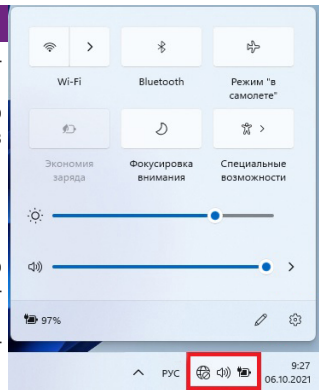 Wi-Fi
Bluetooth
Режим "в
самолете"
Экономия
заряда
Фокусировка
внимания
Специальные
возможности
97%
РУС
9:27
06.10.2021